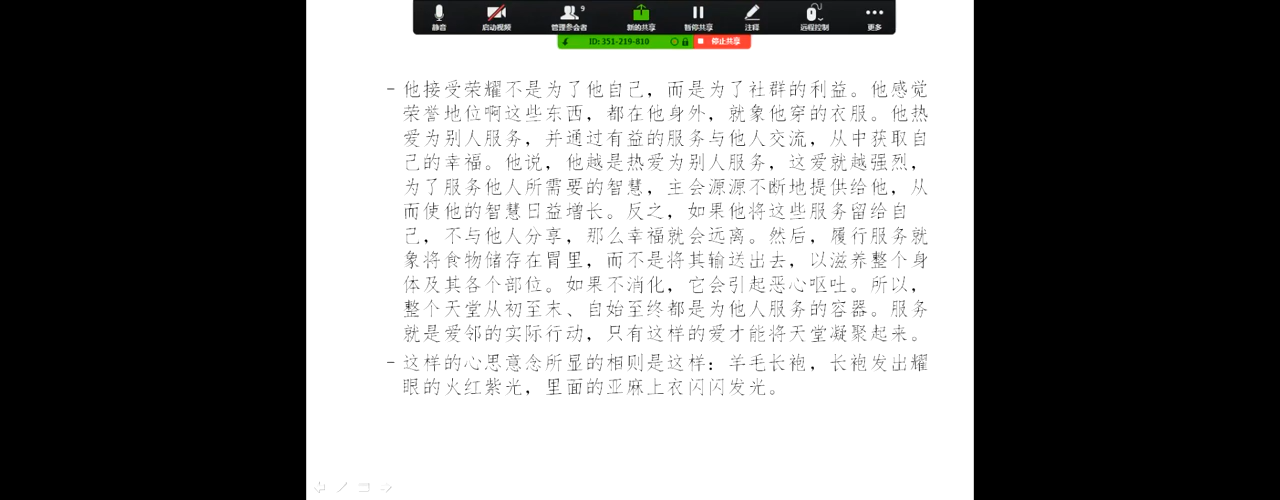 静音 启动视频 管理参会者 9 新的共享 暂停共享 注释 远程控制 更多
ID: 351-219-810 停止共享
- 他接受荣耀不是为了他自己，而是为了社群的利益。他感觉
荣誉地位啊这些东西，都在他身外，就象他穿的衣服。他热
爱为别人服务，并通过有益的服务与他人交流，从中获取自
己的幸福。他说，他越是热爱为别人服务，这爱就越强烈，
为了服务他人所需要的智慧，主会源源不断地提供给他，从
而使他的智慧日益增长。反之，如果他将这些服务留给自
己，不与他人分享，那么幸福就会远离。然后，履行服务就
象将食物储存在胃里，而不是将其输送出去，以滋养整个身
体及其各个部位。如果不消化，它会引起恶心呕吐。所以，
整个天堂从初至末、自始至终都是为他人服务的容器。服务
就是爱邻的实际行动，只有这样的爱才能将天堂凝聚起来。
- 这样的心思意念所显的相则是这样：羊毛长袍，长袍发出耀
眼的火红紫光，里面的亚麻上衣闪闪发光。